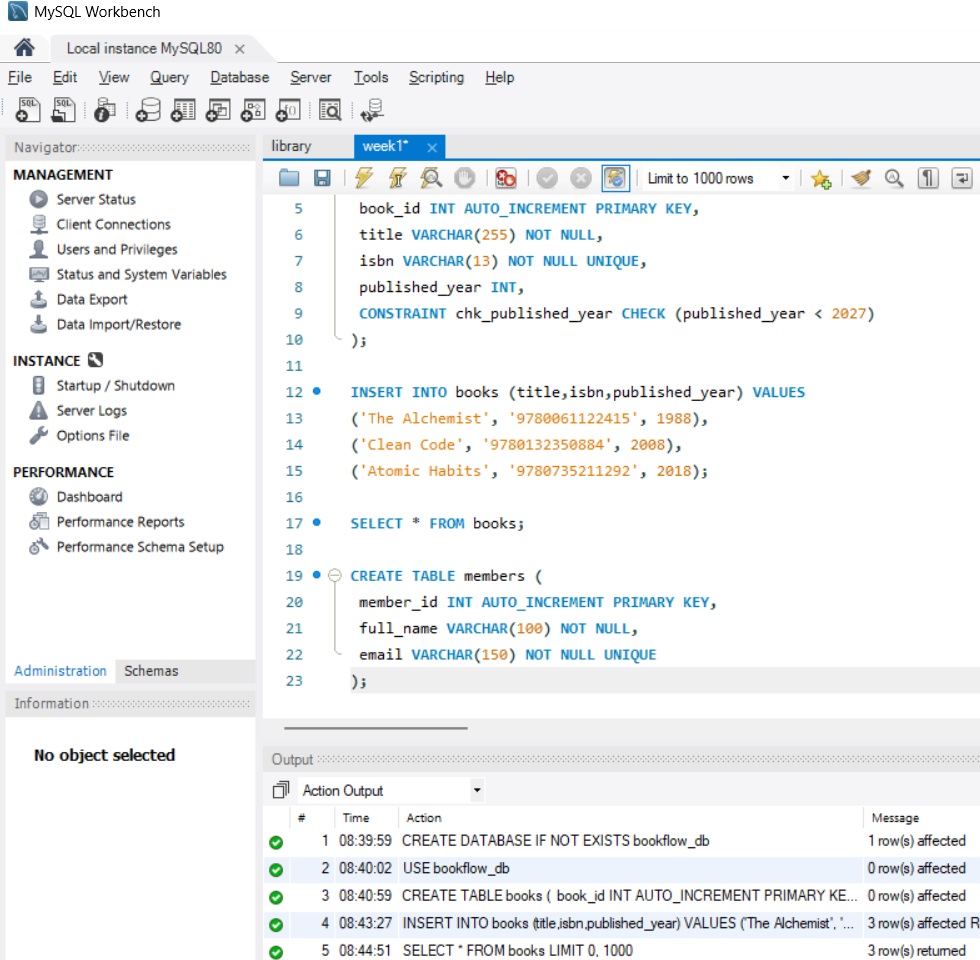 MySQL Workbench
Local instance MySQL80
File Edit View Query Database Server Tools Scripting Help
Navigator
MANAGEMENT
Server Status
Client Connections
Users and Privileges
Status and System Variables
Data Export
Data Import/Restore
INSTANCE
Startup / Shutdown
Server Logs
Options File
PERFORMANCE
Dashboard
Performance Reports
Performance Schema Setup
Administration Schemas
Information
No object selected
library week1*
Limit to 1000 rows
5 book_id INT AUTO_INCREMENT PRIMARY KEY,
6 title VARCHAR(255) NOT NULL,
7 isbn VARCHAR(13) NOT NULL UNIQUE,
8 published_year INT,
9 CONSTRAINT chk_published_year CHECK (published_year < 2027)
10 );
11
12 INSERT INTO books (title,isbn,published_year) VALUES
13 ('The Alchemist', '9780061122415', 1988),
14 ('Clean Code', '9780132350884', 2008),
15 ('Atomic Habits', '9780735211292', 2018);
16
17 SELECT * FROM books;
18
19 CREATE TABLE members (
20 member_id INT AUTO_INCREMENT PRIMARY KEY,
21 full_name VARCHAR(100) NOT NULL,
22 email VARCHAR(150) NOT NULL UNIQUE
23 );
Output
Action Output
# Time Action Message
1 08:39:59 CREATE DATABASE IF NOT EXISTS bookflow_db 1 row(s) affected
2 08:40:02 USE bookflow_db 0 row(s) affected
3 08:40:59 CREATE TABLE books ( book_id INT AUTO_INCREMENT PRIMARY KE... 0 row(s) affected
4 08:43:27 INSERT INTO books (title,isbn,published_year) VALUES ('The Alchemist', '... 3 row(s) affected R
5 08:44:51 SELECT * FROM books LIMIT 0, 1000 3 row(s) returned